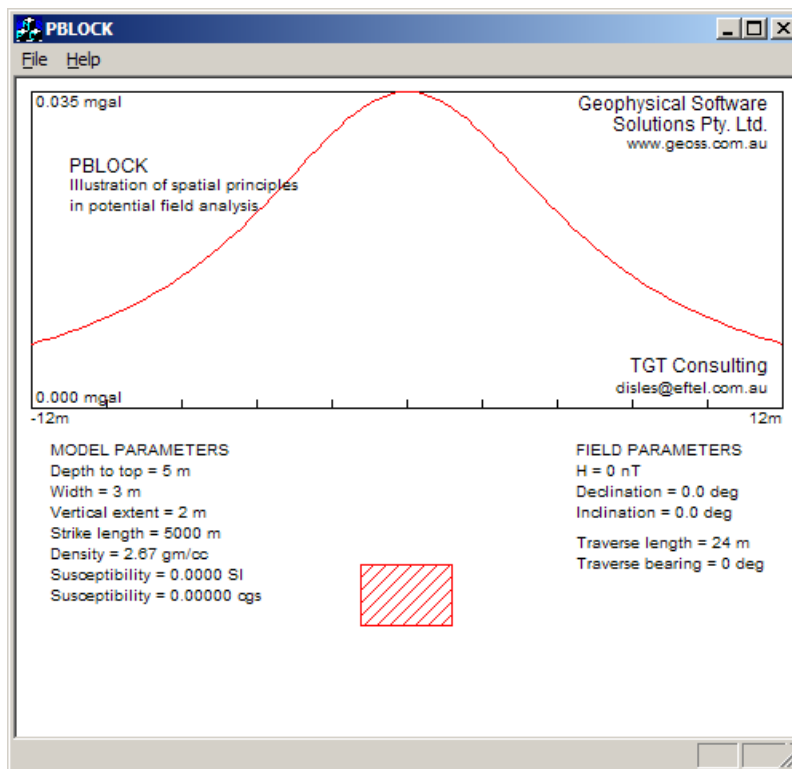 PBLOCK
File Help
0.035 mgal
Geophysical Software
Solutions Pty. Ltd.
www.geoss.com.au
PBLOCK
Illustration of spatial principles
in potential field analysis.
TGT Consulting
disles@eftel.com.au
0.000 mgal
-12m
12m
MODEL PARAMETERS
Depth to top = 5 m
Width = 3 m
Vertical extent = 2 m
Strike length = 5000 m
Density = 2.67 gm/cc
Susceptibility = 0.0000 SI
Susceptibility = 0.00000 cgs
FIELD PARAMETERS
H = 0 nT
Declination = 0.0 deg
Inclination = 0.0 deg
Traverse length = 24 m
Traverse bearing = 0 deg